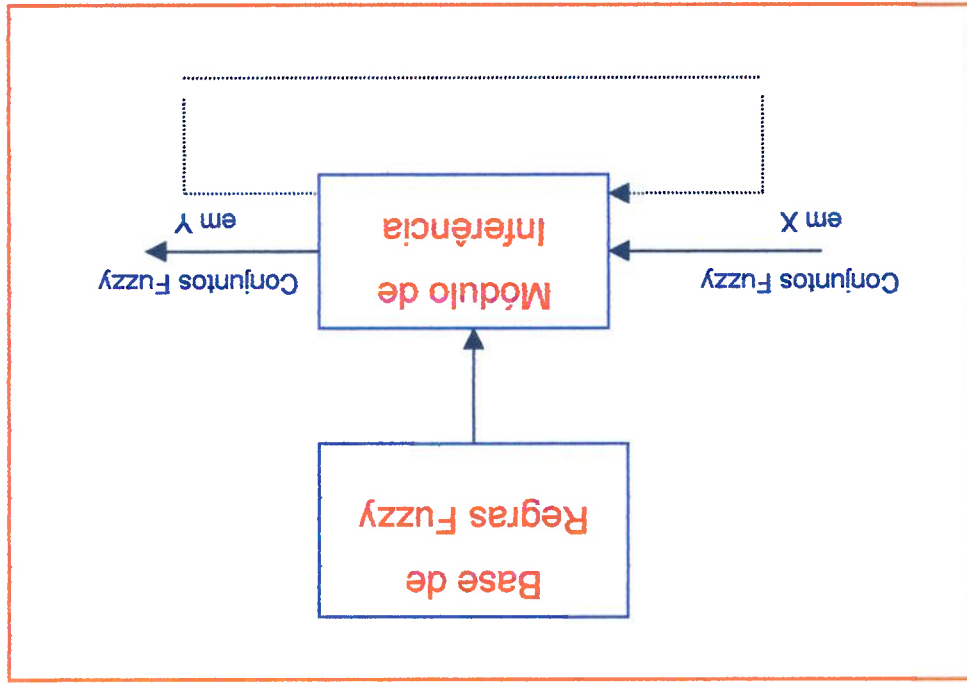 Base de
Regras Fuzzy
Conjuntos Fuzzy
em X
Módulo de
Inferência
Conjuntos Fuzzy
em Y